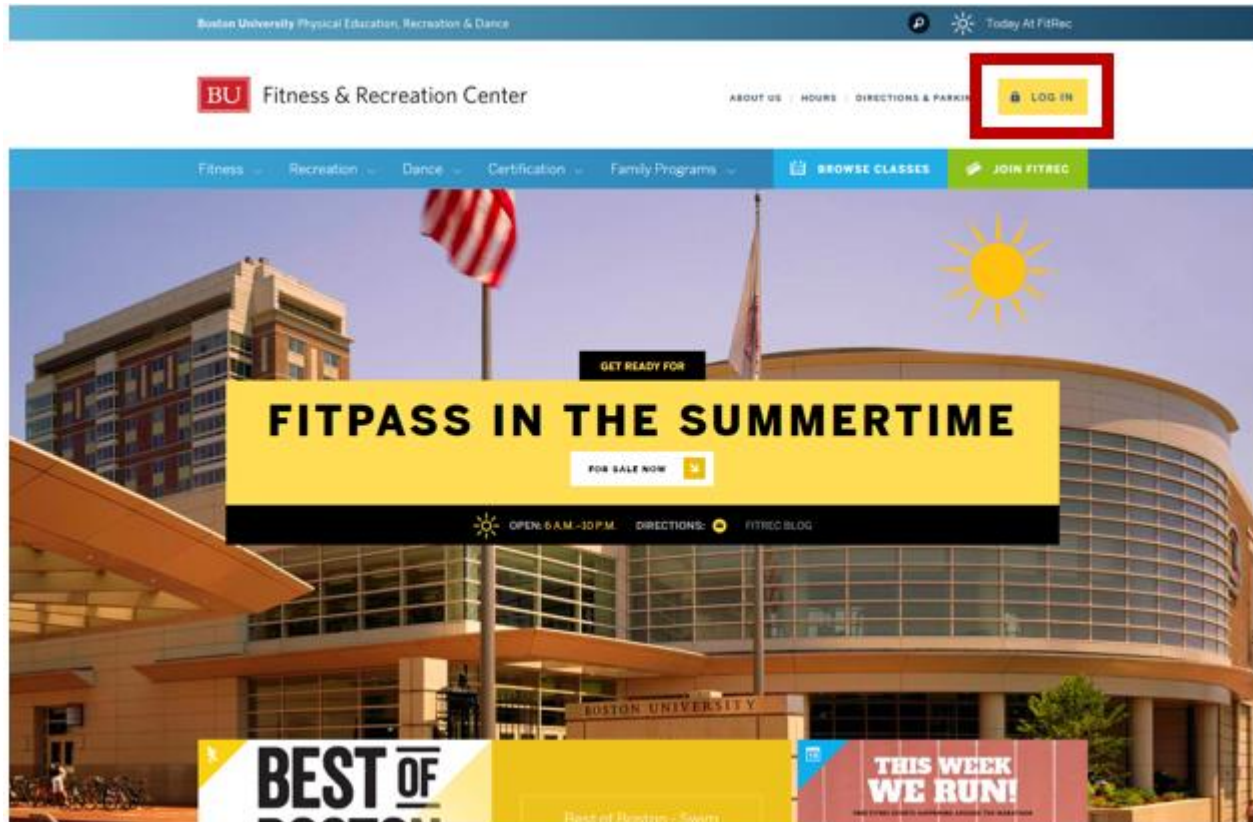 Boston University Physical Education, Recreation & Dance
Today At FitRec
BU Fitness & Recreation Center
ABOUT US | HOURS | DIRECTIONS & PARKIN
LOG IN
Fitness
Recreation
Dance
Certification
Family Programs
BROWSE CLASSES
JOIN FITREC
GET READY FOR
FITPASS IN THE SUMMERTIME
FOR SALE NOW
OPEN: 6 A.M.-10 P.M. DIRECTIONS: FITREC BLOG
BOSTON UNIVERSITY
BEST OF
BOSTON
Best of Boston - Swim
THIS WEEK
WE RUN!